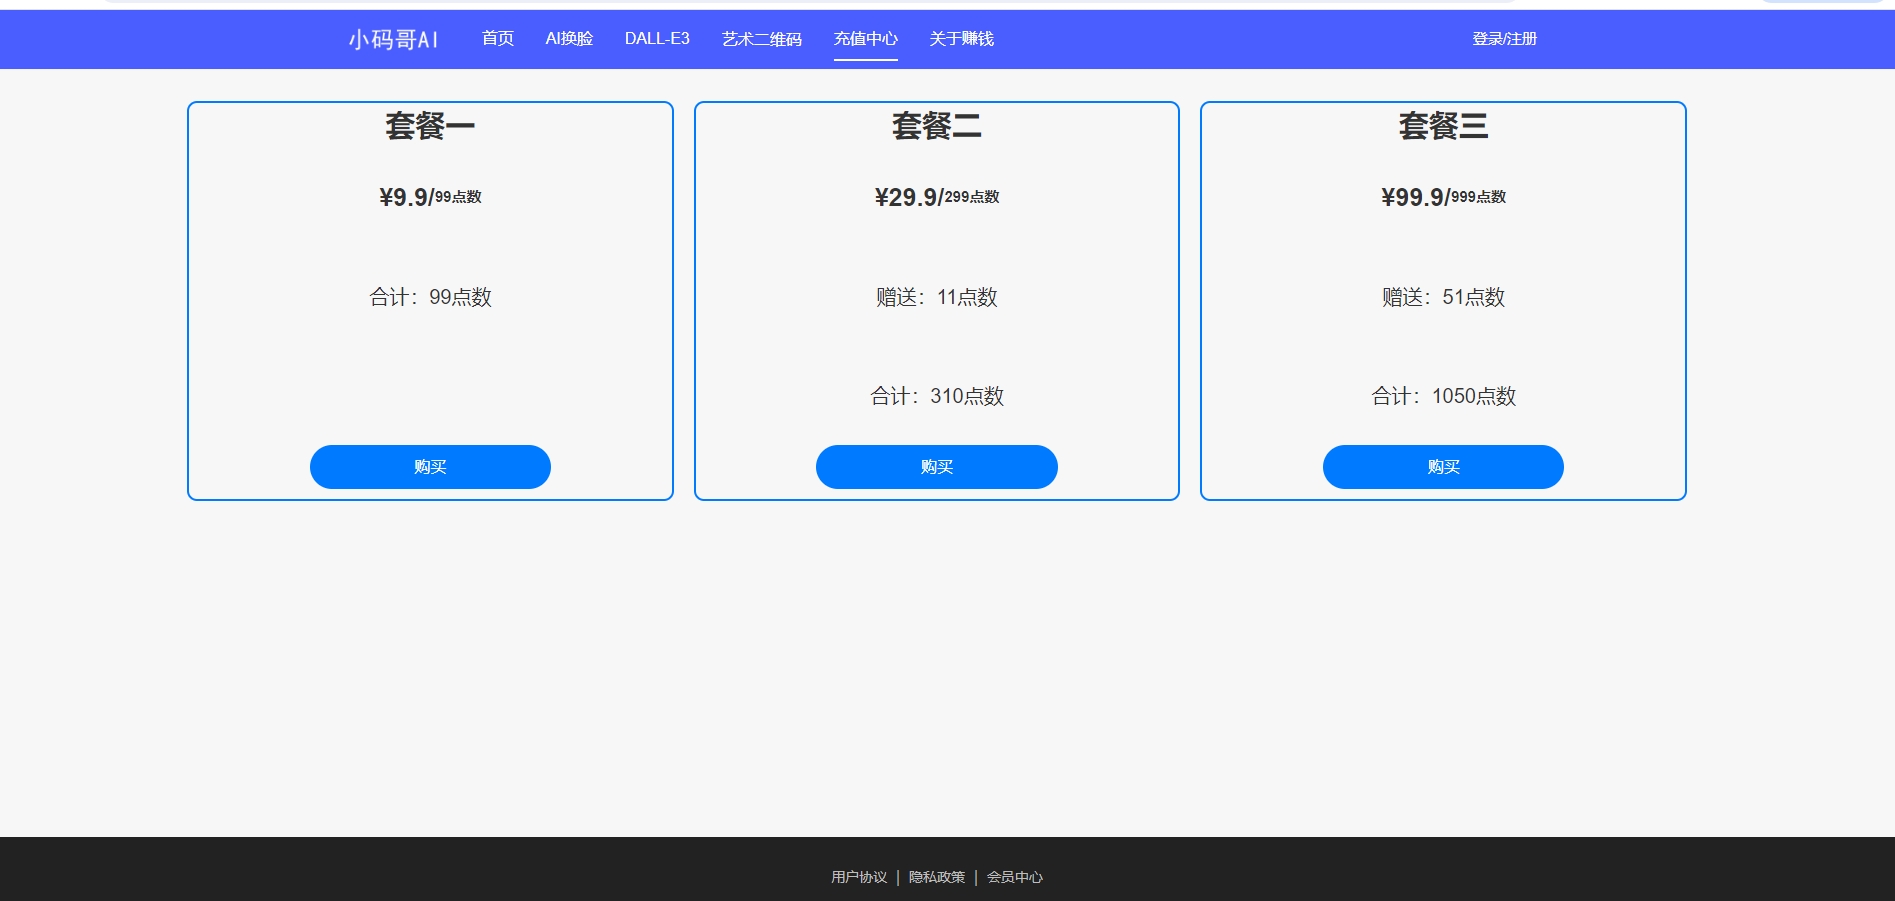 小码哥AI 首页 AI换脸 DALL-E3 艺术二维码 充值中心 关于赚钱 登录/注册
套餐一
¥9.9/99点数
合计：99点数
购买
套餐二
¥29.9/299点数
赠送：11点数
合计：310点数
购买
套餐三
¥99.9/999点数
赠送：51点数
合计：1050点数
购买
用户协议 | 隐私政策 | 会员中心